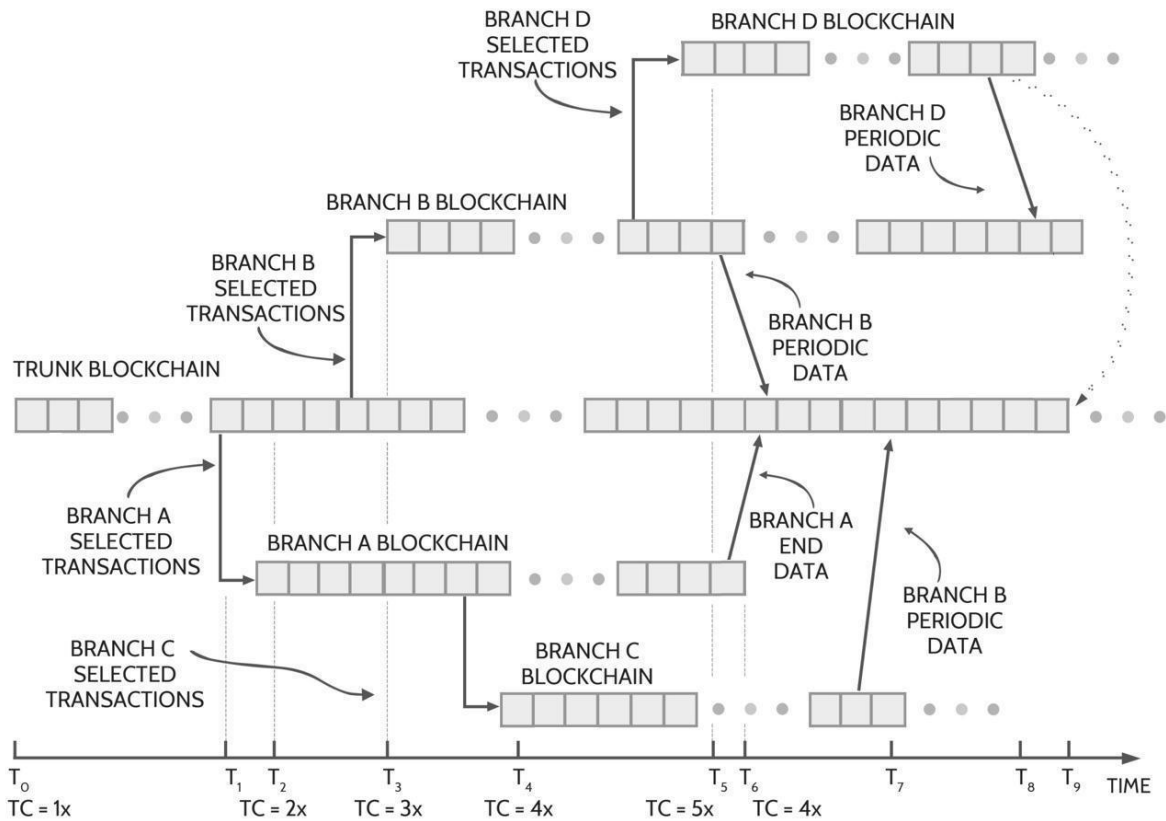 BRANCH D
SELECTED
TRANSACTIONS
BRANCH D BLOCKCHAIN
BRANCH D
PERIODIC
DATA
BRANCH B BLOCKCHAIN
BRANCH B
SELECTED
TRANSACTIONS
BRANCH B
PERIODIC
DATA
TRUNK BLOCKCHAIN
BRANCH A
SELECTED
TRANSACTIONS
BRANCH A BLOCKCHAIN
BRANCH A
END
DATA
BRANCH B
PERIODIC
DATA
BRANCH C
SELECTED
TRANSACTIONS
BRANCH C
BLOCKCHAIN
T0 T1 T2 T3 T4 T5 T6 T7 T8 T9 TIME
TC = 1x TC = 2x TC = 3x TC = 4x TC = 5x TC = 4x